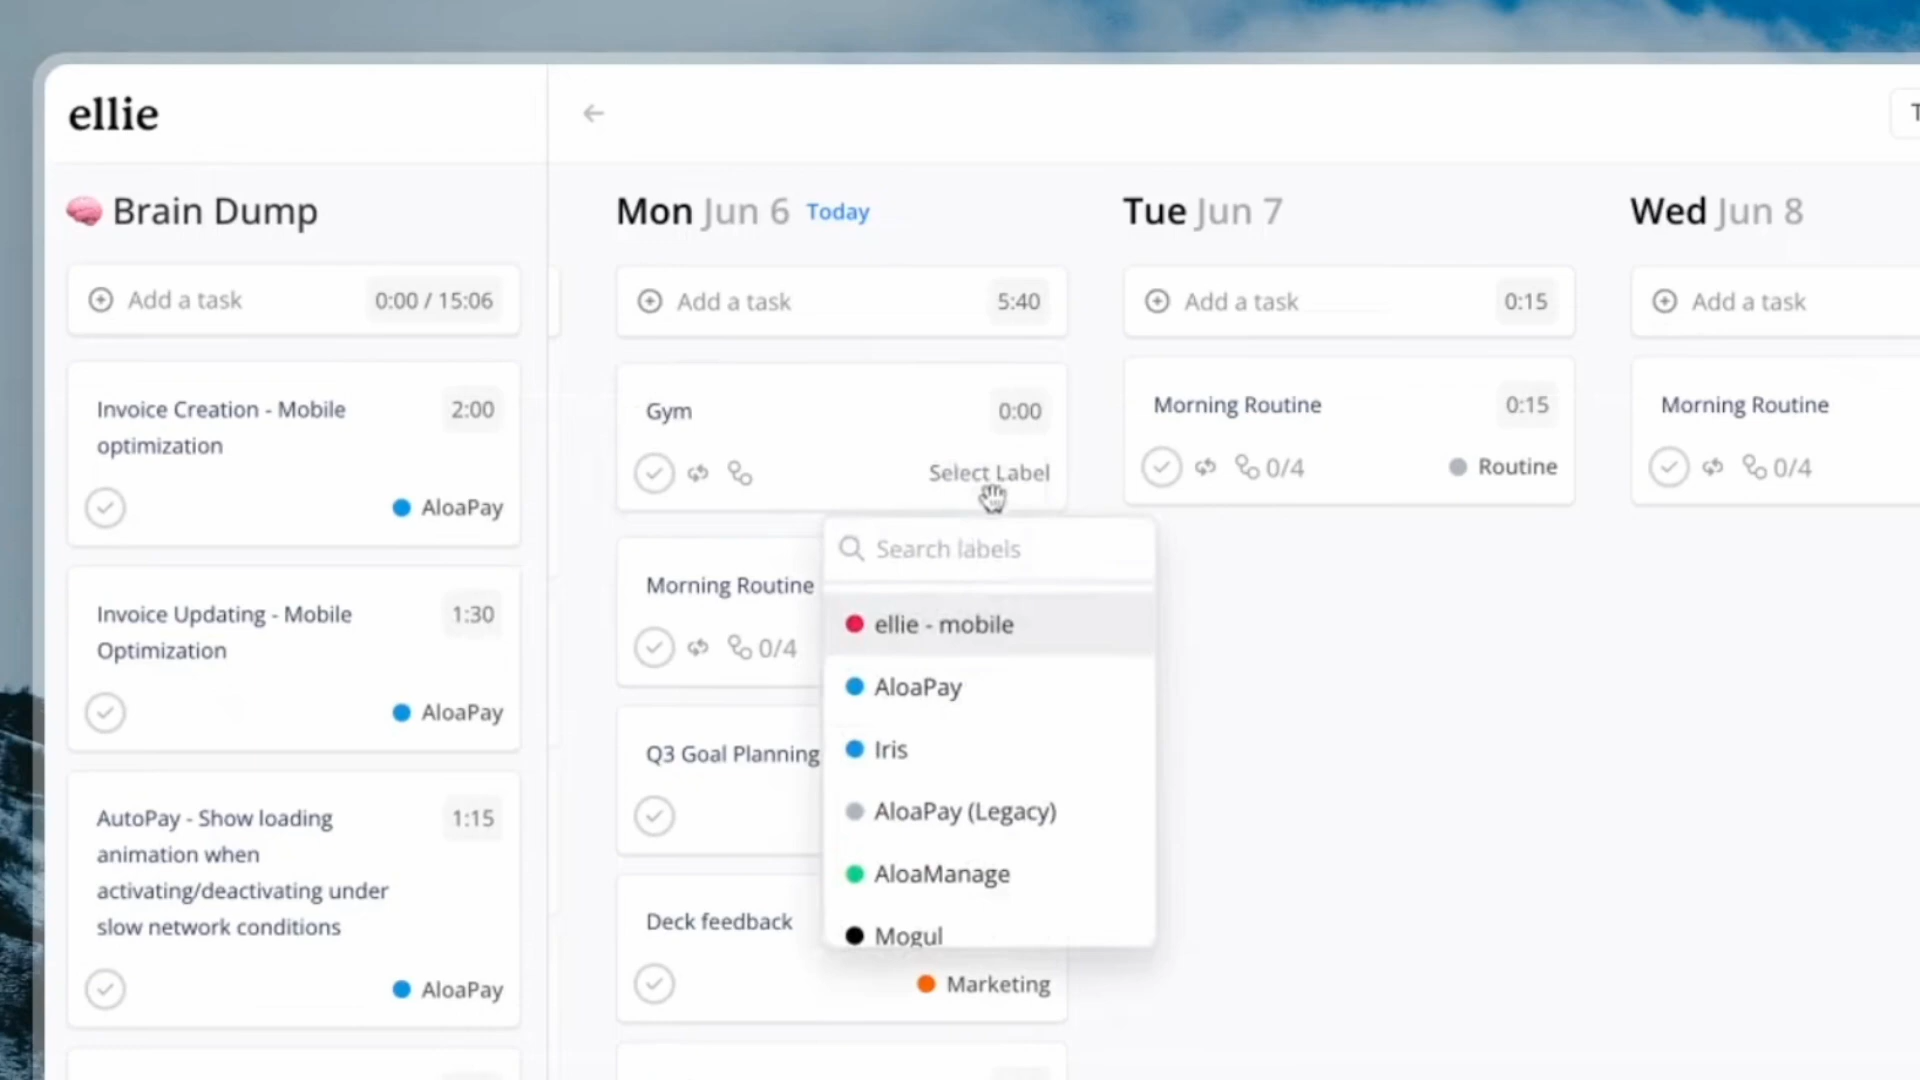 ellie
←
T
🧠 Brain Dump
Add a task 0:00 / 15:06
Invoice Creation - Mobile 2:00
optimization
AloaPay
Invoice Updating - Mobile 1:30
Optimization
AloaPay
AutoPay - Show loading 1:15
animation when
activating/deactivating under
slow network conditions
AloaPay
Mon Jun 6 Today
Add a task 5:40
Gym 0:00
Select Label
Morning Routine
0/4
Q3 Goal Planning
Deck feedback
Marketing
Search labels
ellie - mobile
AloaPay
Iris
AloaPay (Legacy)
AloaManage
Mogul
Tue Jun 7
Add a task 0:15
Morning Routine 0:15
0/4 Routine
Wed Jun 8
Add a task
Morning Routine
0/4